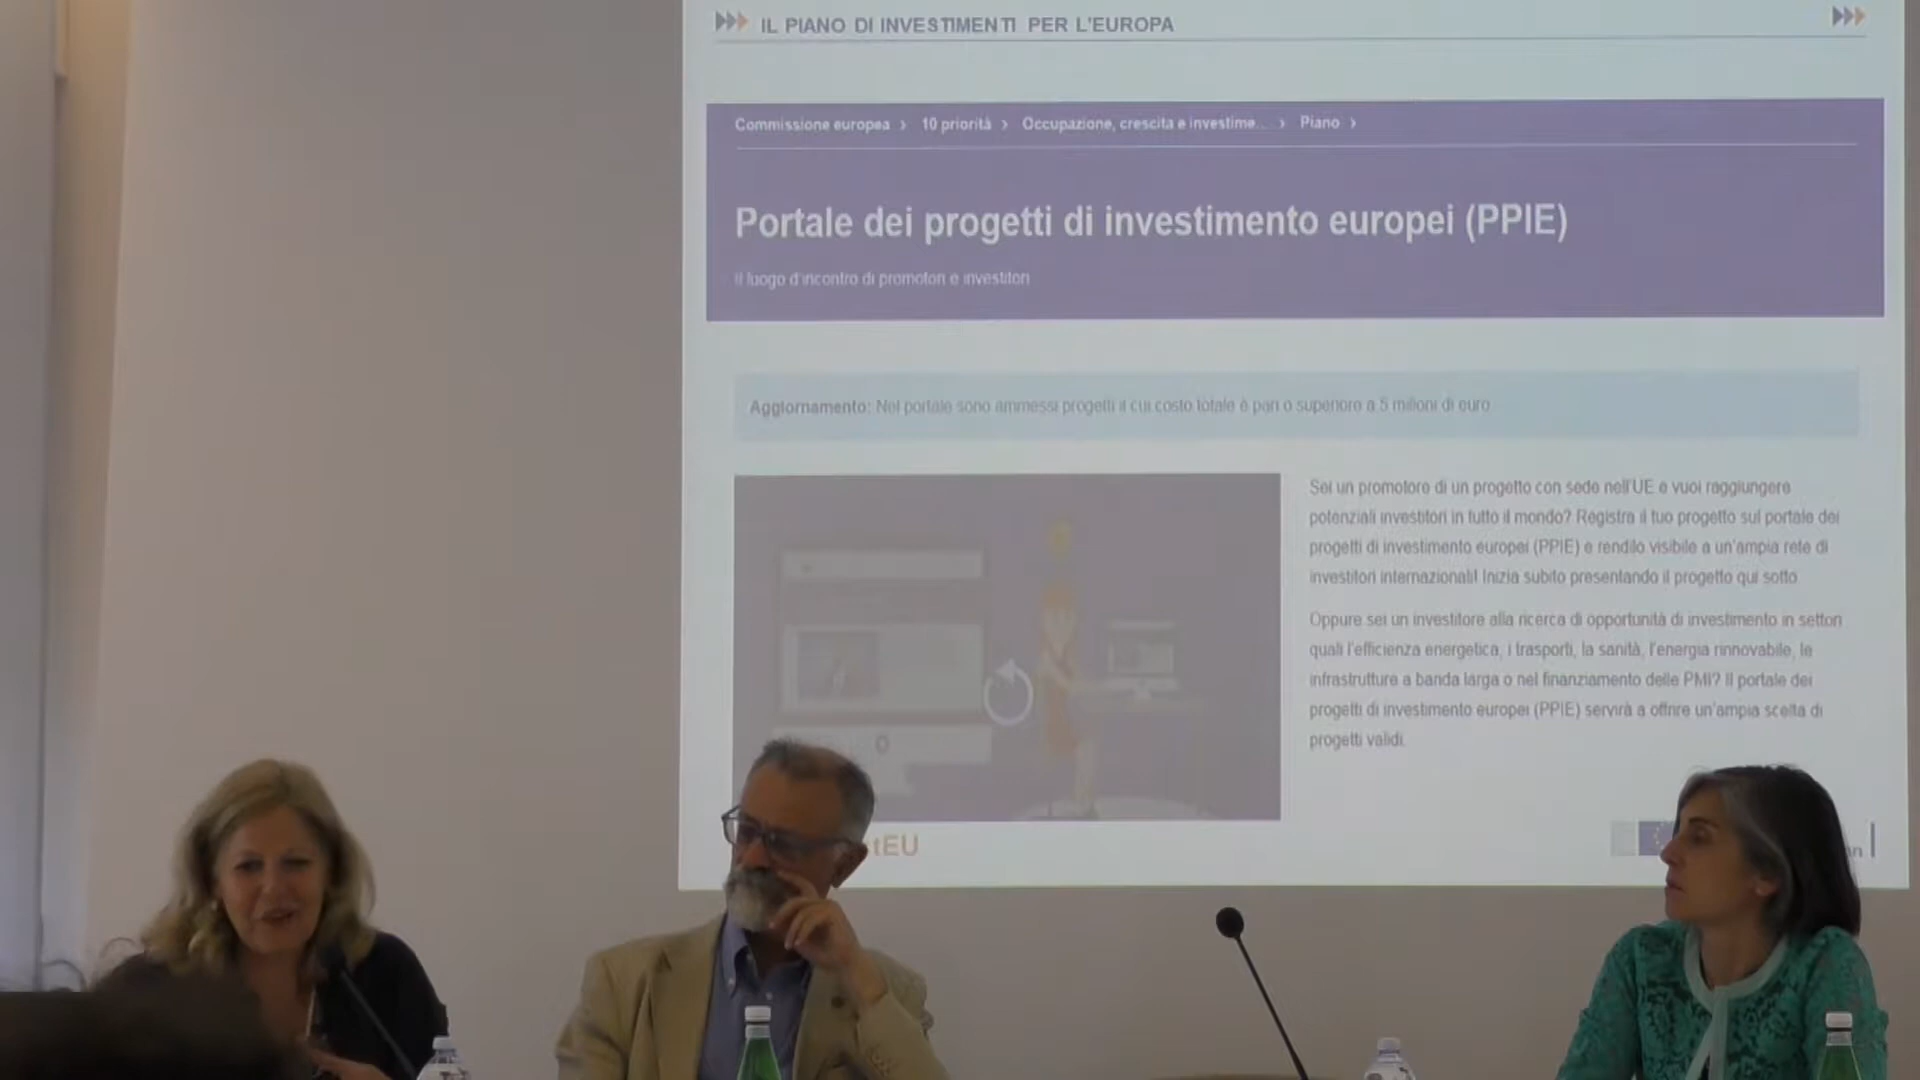 IL PIANO DI INVESTIMENTI PER L'EUROPA
Commissione europea › 10 priorità › Occupazione, crescita e investime... › Piano ›
Portale dei progetti di investimento europei (PPIE)
Il luogo d'incontro di promotori e investitori
Aggiornamento: Nel portale sono ammessi progetti il cui costo totale è pari o superiore a 5 milioni di euro
Sei un promotore di un progetto con sede nell'UE e vuoi raggiungere
potenziali investitori in tutto il mondo? Registra il tuo progetto sul portale dei
progetti di investimento europei (PPIE) e rendilo visibile a un'ampia rete di
investitori internazionali! Inizia subito presentando il progetto qui sotto.
Oppure sei un investitore alla ricerca di opportunità di investimento in settori
quali l'efficienza energetica, i trasporti, la sanità, l'energia rinnovabile, le
infrastrutture a banda larga o nel finanziamento delle PMI? Il portale dei
progetti di investimento europei (PPIE) servirà a offrire un'ampia scelta di
progetti validi.
tEU